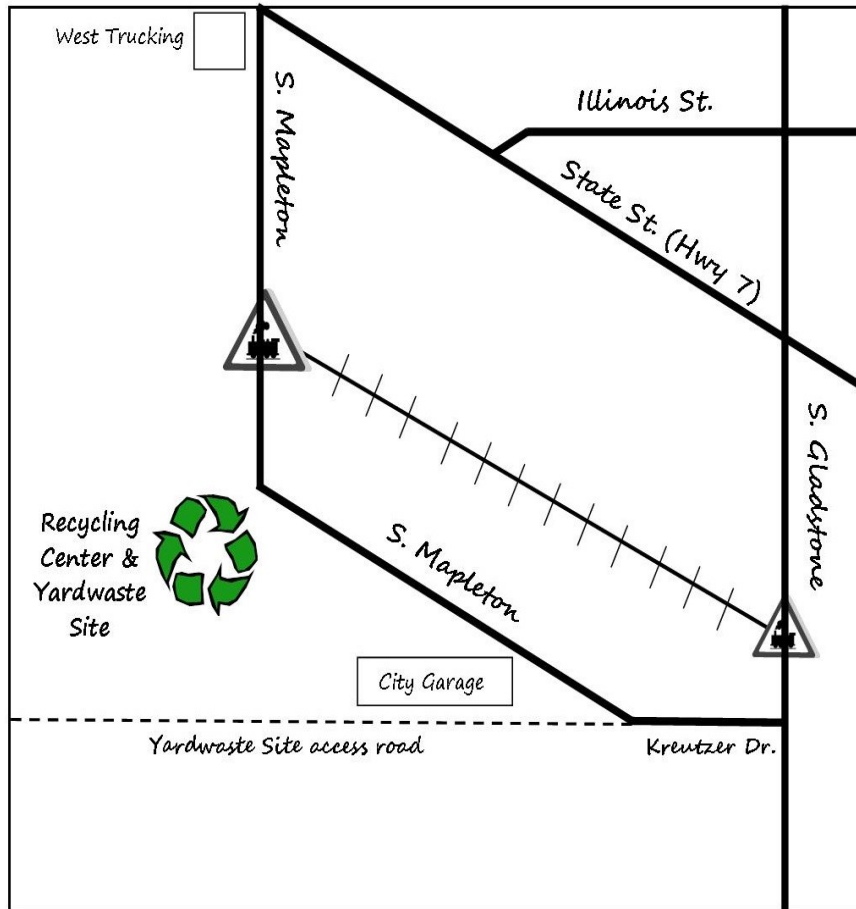 West Trucking
S. Mapleton
Illinois St.
State St. (Hwy 7)
S. Gladstone
Recycling
Center &
Yardwaste
Site
S. Mapleton
City Garage
Yardwaste Site access road
Kreutzer Dr.